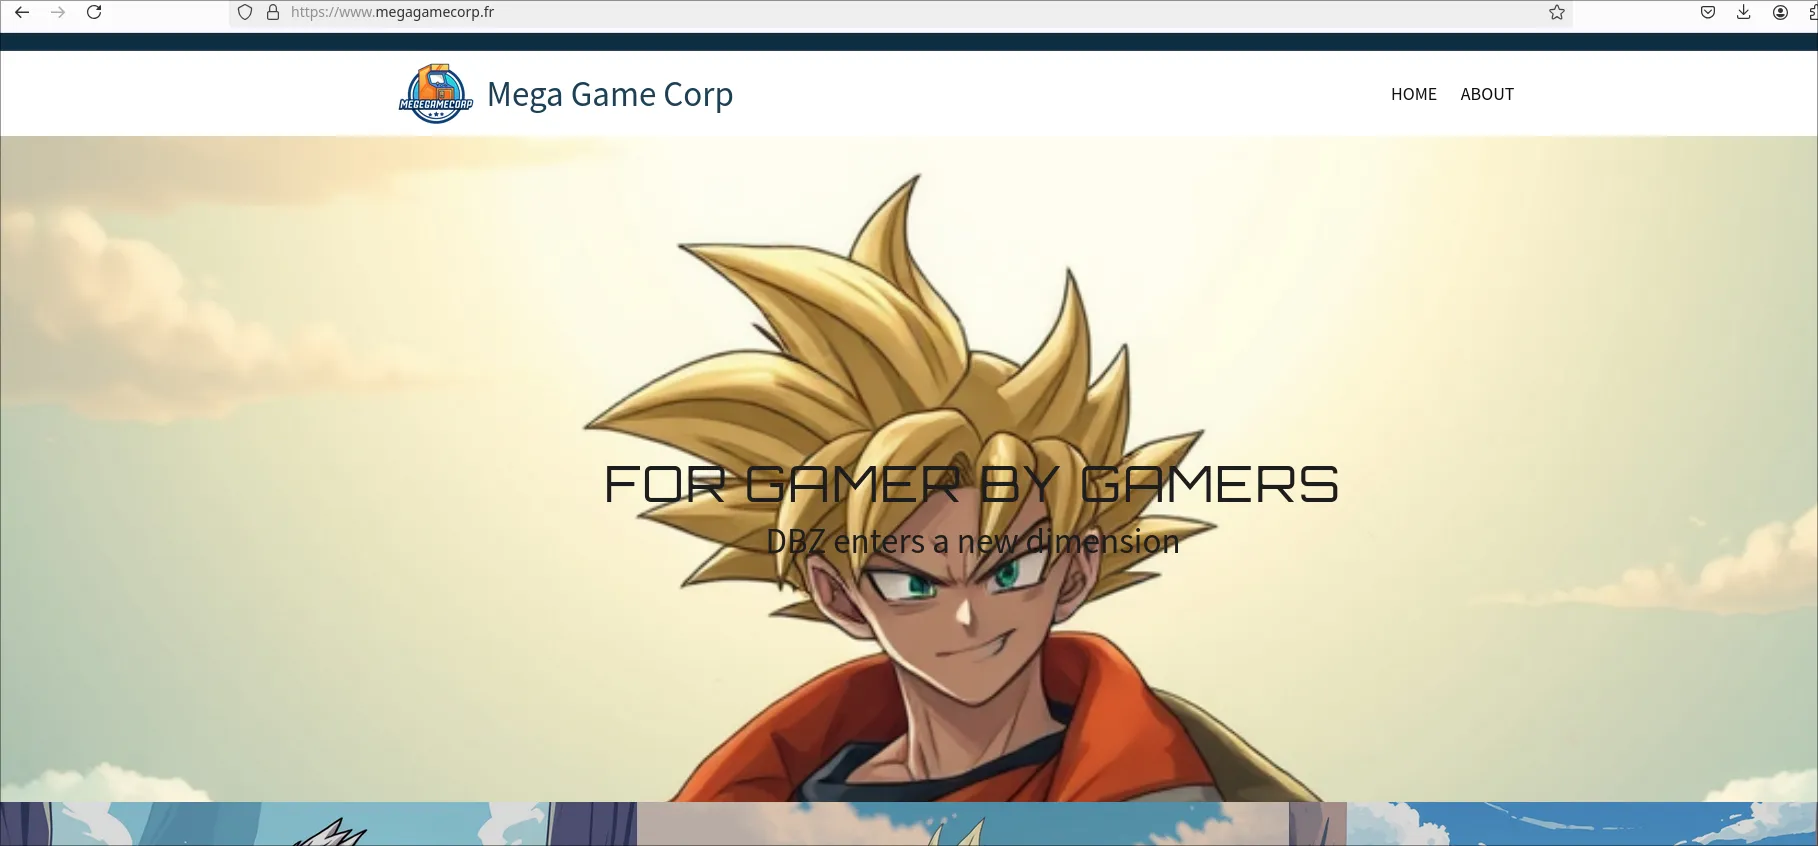 https://www.megagamecorp.fr
MEGEGAMECORP
Mega Game Corp
HOME ABOUT
FOR GAMER BY GAMERS
DBZ enters a new dimension